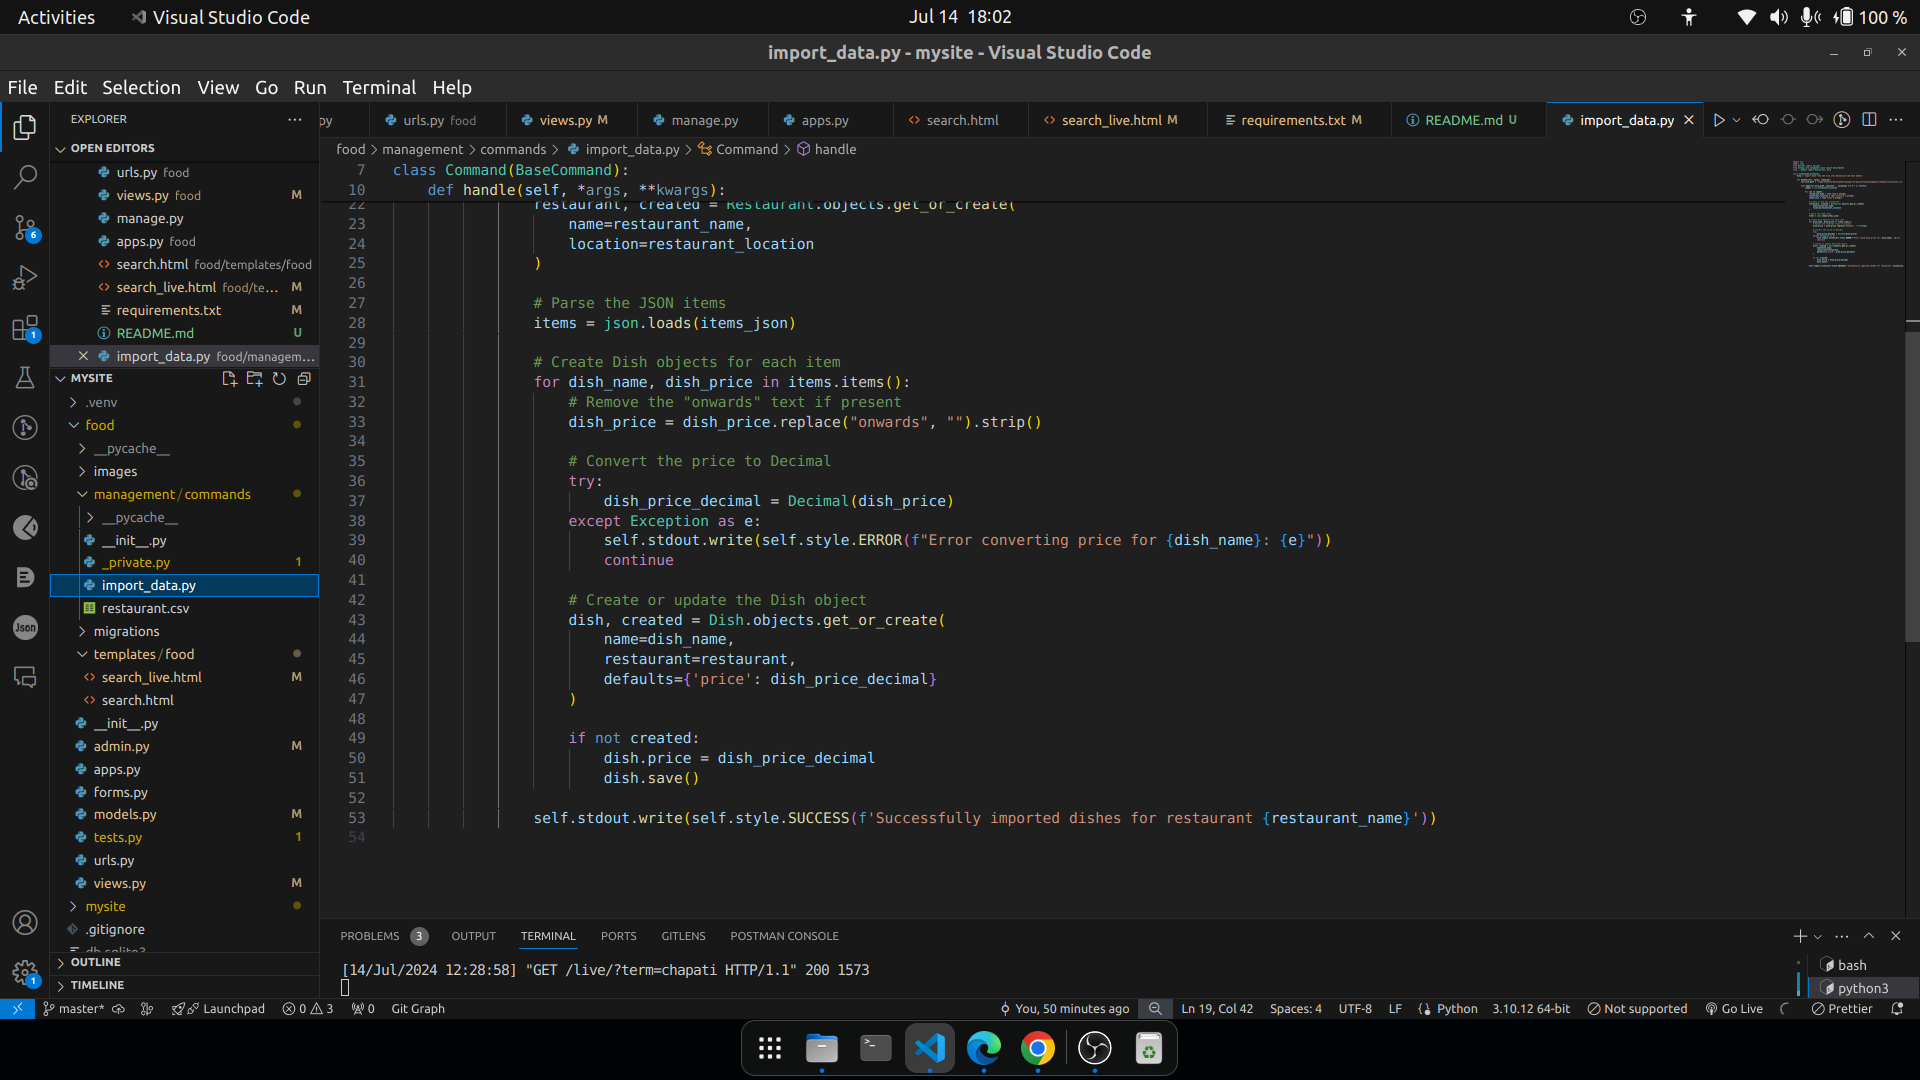 Activities
Visual Studio Code
Jul 14 18:02
100 %
import_data.py - mysite - Visual Studio Code
File Edit Selection View Go Run Terminal Help
EXPLORER
py
urls.py food
views.py M
manage.py
apps.py
search.html
search_live.html M
requirements.txt M
README.md U
import_data.py
OPEN EDITORS
urls.py food
views.py food M
manage.py
apps.py food
search.html food/templates/food
search_live.html food/te... M
requirements.txt M
README.md U
import_data.py food/managem...
MYSITE
.venv
food
__pycache__
images
management / commands
__pycache__
__init__.py
_private.py 1
import_data.py
restaurant.csv
migrations
templates / food
search_live.html M
search.html
__init__.py
admin.py M
apps.py
forms.py
models.py M
tests.py 1
urls.py
views.py M
mysite
.gitignore
db.sqlite3
OUTLINE
TIMELINE
6
1
Json
1
food > management > commands > import_data.py > Command > handle
7 class Command(BaseCommand):
10 def handle(self, *args, **kwargs):
22 restaurant, created = Restaurant.objects.get_or_create(
23 name=restaurant_name,
24 location=restaurant_location
25 )
26
27 # Parse the JSON items
28 items = json.loads(items_json)
29
30 # Create Dish objects for each item
31 for dish_name, dish_price in items.items():
32 # Remove the "onwards" text if present
33 dish_price = dish_price.replace("onwards", "").strip()
34
35 # Convert the price to Decimal
36 try:
37 dish_price_decimal = Decimal(dish_price)
38 except Exception as e:
39 self.stdout.write(self.style.ERROR(f"Error converting price for {dish_name}: {e}"))
40 continue
41
42 # Create or update the Dish object
43 dish, created = Dish.objects.get_or_create(
44 name=dish_name,
45 restaurant=restaurant,
46 defaults={'price': dish_price_decimal}
47 )
48
49 if not created:
50 dish.price = dish_price_decimal
51 dish.save()
52
53 self.stdout.write(self.style.SUCCESS(f'Successfully imported dishes for restaurant {restaurant_name}'))
54
PROBLEMS 3 OUTPUT TERMINAL PORTS GITLENS POSTMAN CONSOLE
[14/Jul/2024 12:28:58] "GET /live/?term=chapati HTTP/1.1" 200 1573
bash
python3
master* Launchpad 0 3 0 Git Graph
You, 50 minutes ago Ln 19, Col 42 Spaces: 4 UTF-8 LF Python 3.10.12 64-bit Not supported Go Live Prettier